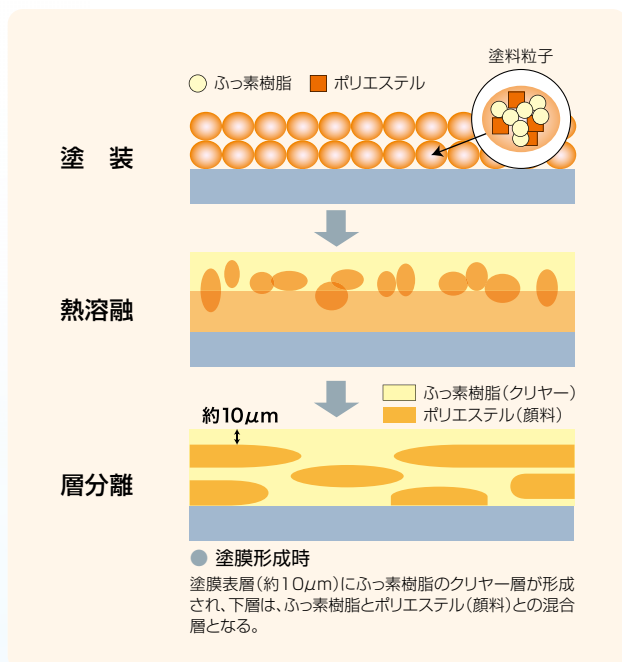 塗料粒子
ふっ素樹脂 ポリエステル
塗 装
熱溶融
ふっ素樹脂(クリヤー)
ポリエステル(顔料)
約10μm
層分離
塗膜形成時
塗膜表層(約10μm)にふっ素樹脂のクリヤー層が形成
され、下層は、ふっ素樹脂とポリエステル(顔料)との混合
層となる。